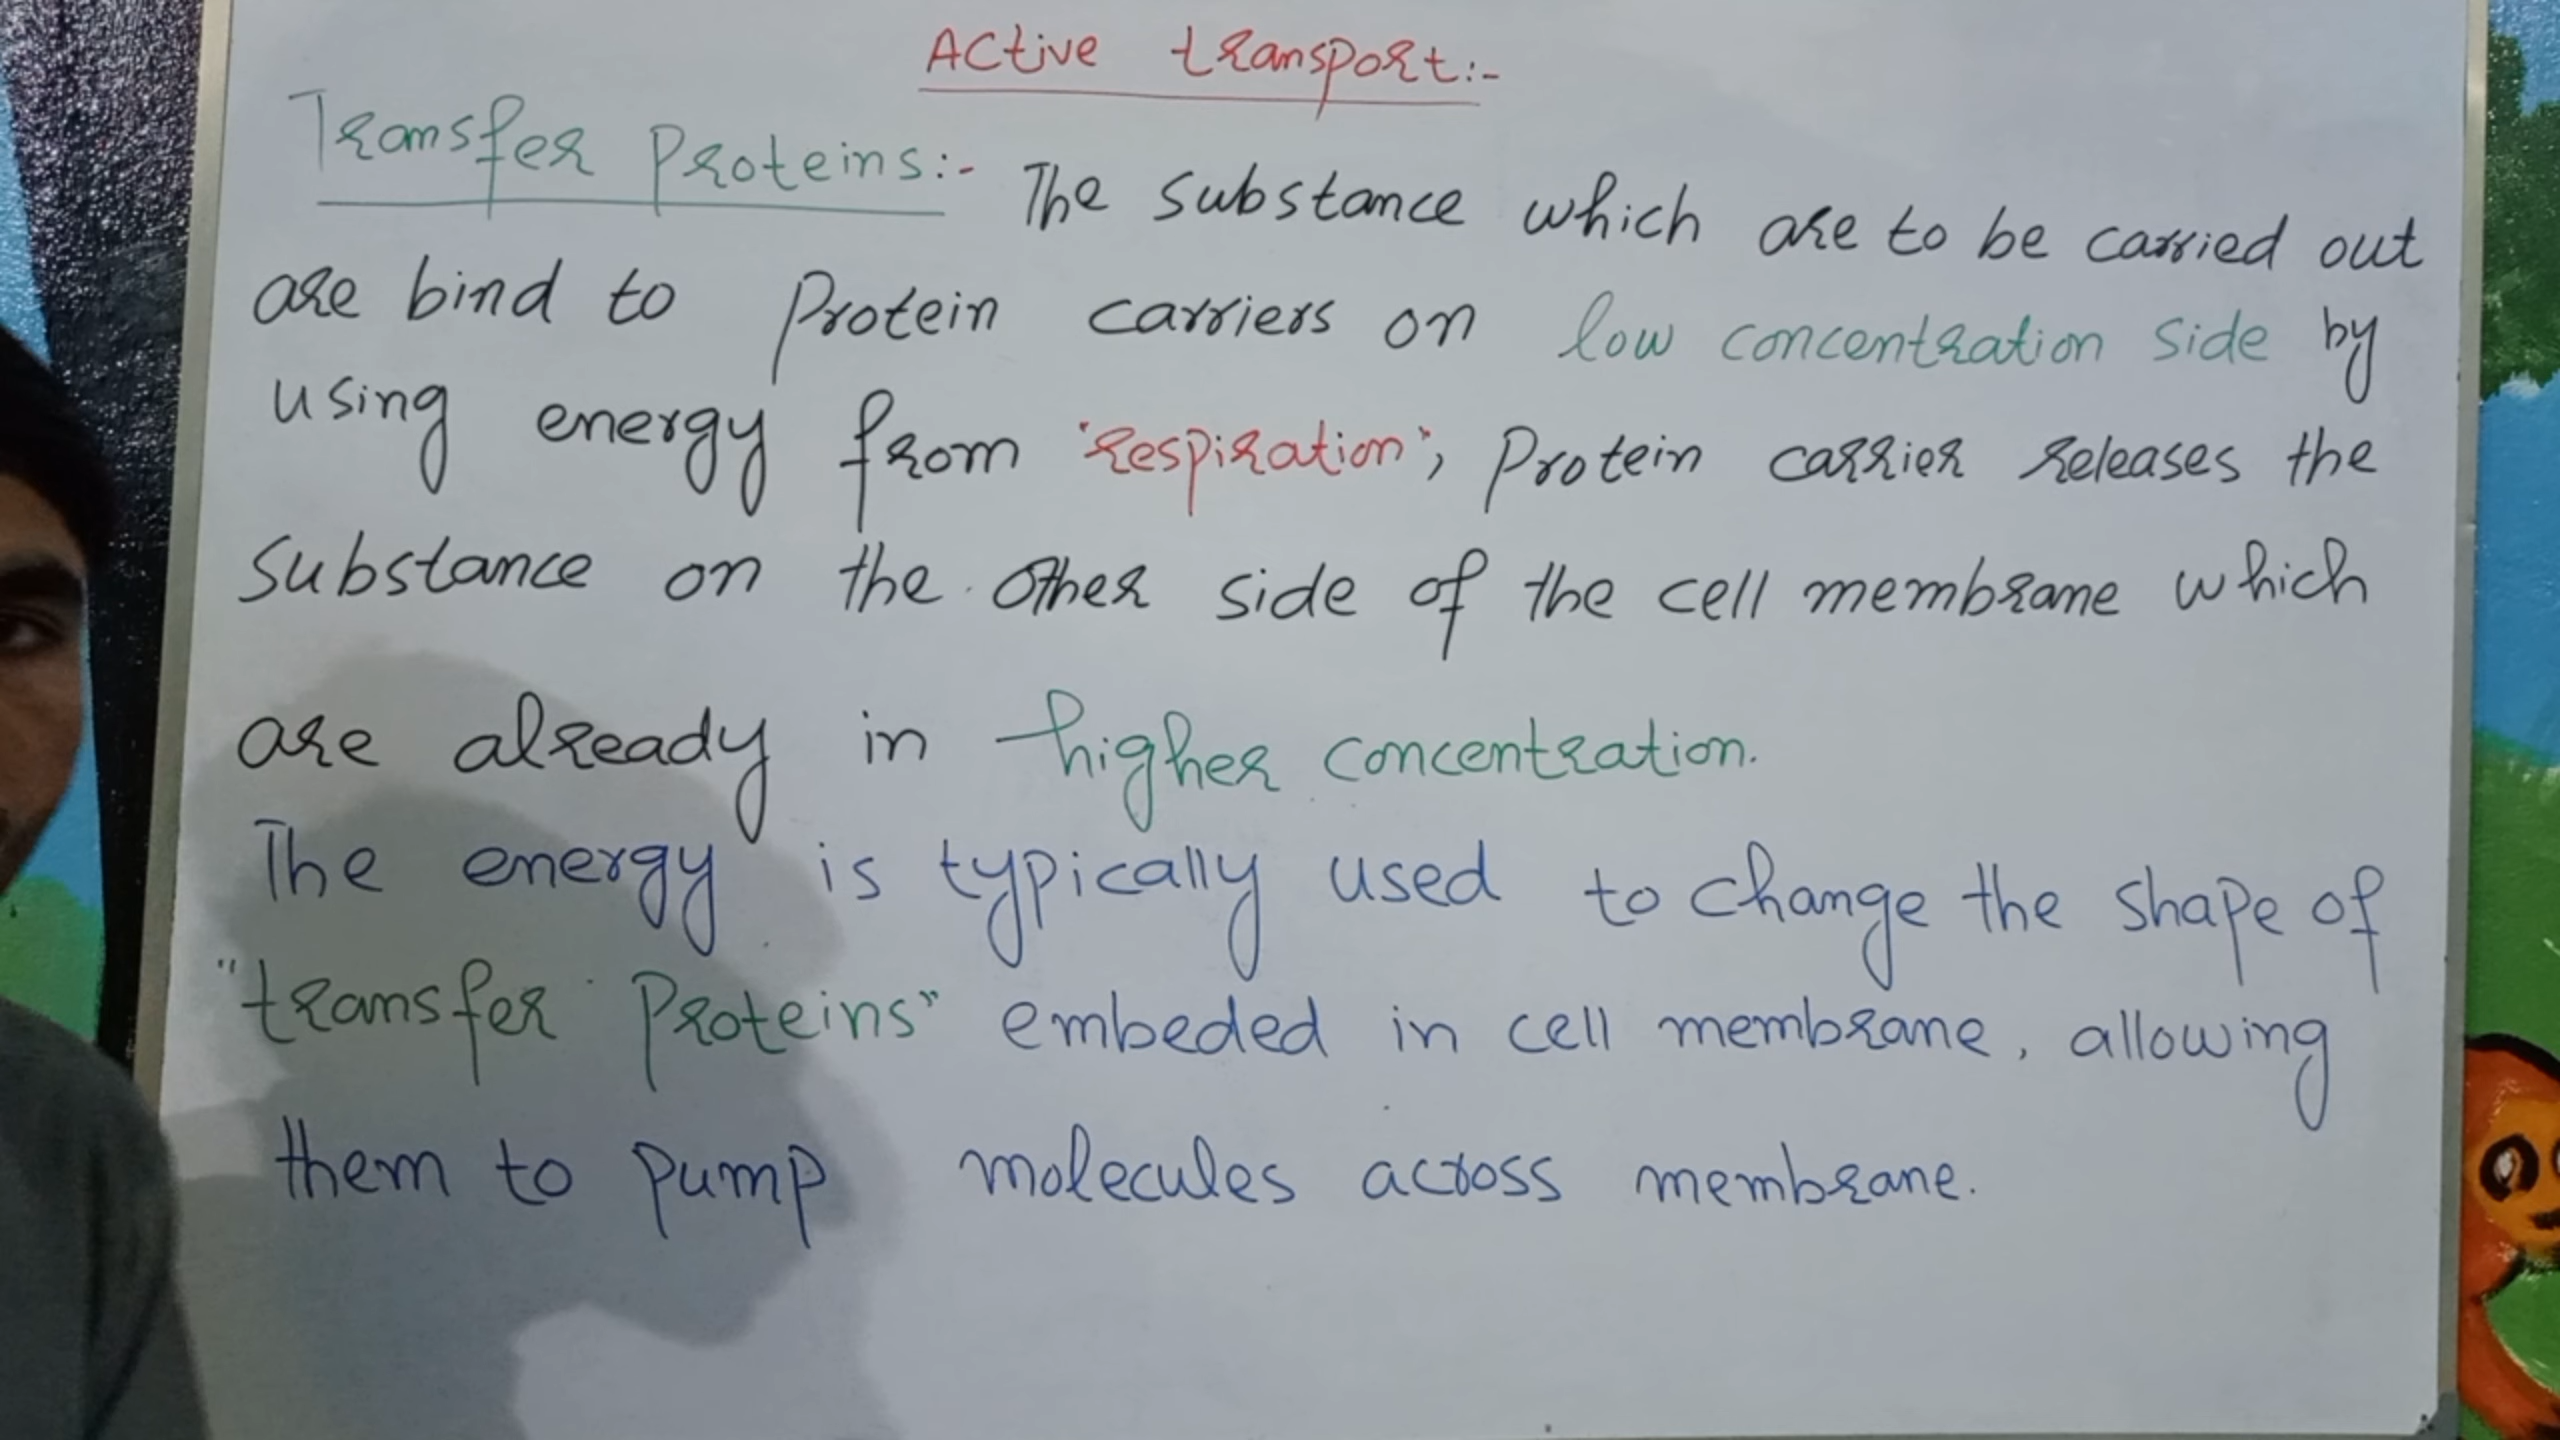 Active transport:-
Transfer Proteins:- The substance which are to be carried out
are bind to Protein carriers on low concentration side by
using energy from 'respiration', Protein carrier releases the
substance on the other side of the cell membrane which
are already in higher concentration.
The energy is typically used to change the shape of
"transfer Proteins" embeded in cell membrane, allowing
them to pump molecules across membrane.